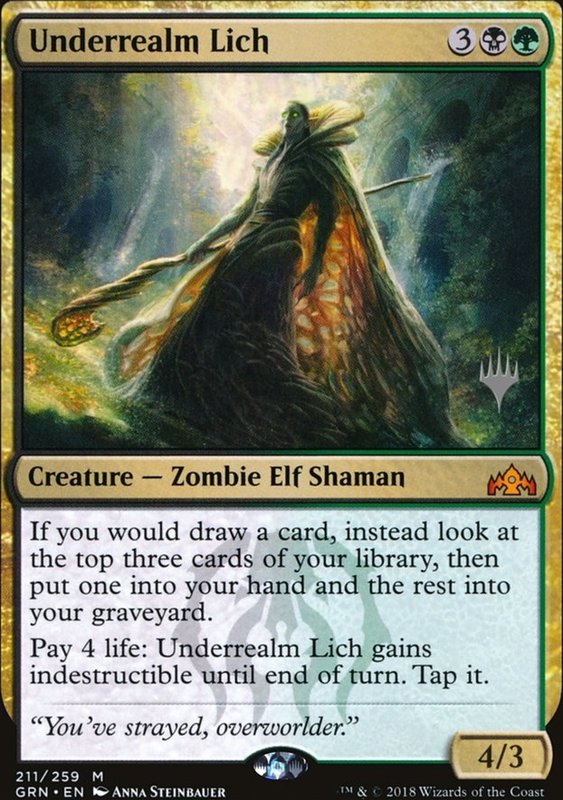 Underrealm Lich 3
Creature — Zombie Elf Shaman
If you would draw a card, instead look at
the top three cards of your library, then
put one into your hand and the rest into
your graveyard.
Pay 4 life: Underrealm Lich gains
indestructible until end of turn. Tap it.
“You’ve strayed, overworlder.”
4/3
211/259 M
GRN • EN Anna Steinbauer
™ & © 2018 Wizards of the Coast